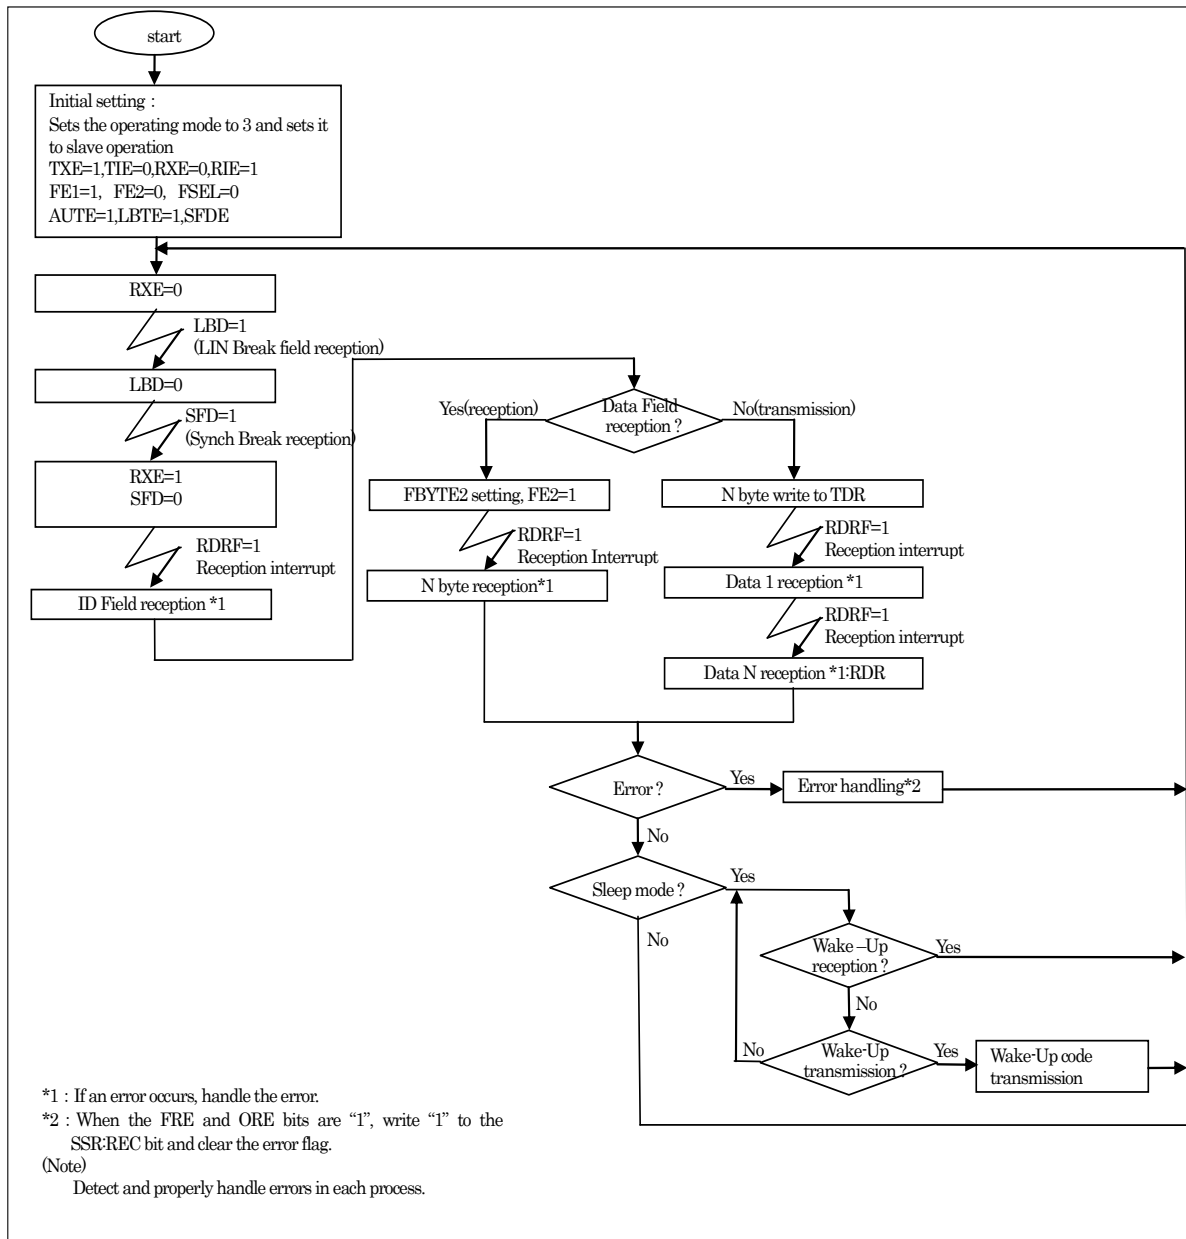 start
Initial setting :
Sets the operating mode to 3 and sets it
to slave operation
TXE=1,TIE=0,RXE=0,RIE=1
FE1=1, FE2=0, FSEL=0
AUTE=1,LBTE=1,SFDE
RXE=0
LBD=1
(LIN Break field reception)
LBD=0
SFD=1
(Synch Break reception)
RXE=1
SFD=0
RDRF=1
Reception interrupt
ID Field reception *1
Data Field
reception ?
Yes(reception)
No(transmission)
FBYTE2 setting, FE2=1
RDRF=1
Reception Interrupt
N byte reception*1
N byte write to TDR
RDRF=1
Reception interrupt
Data 1 reception *1
RDRF=1
Reception interrupt
Data N reception *1:RDR
Error ?
Yes
Error handling*2
No
Sleep mode ?
Yes
No
Wake –Up
reception ?
Yes
No
Wake-Up
transmission ?
No
Yes
Wake-Up code
transmission
*1 : If an error occurs, handle the error.
*2 : When the FRE and ORE bits are “1”, write “1” to the
SSR:REC bit and clear the error flag.
(Note)
Detect and properly handle errors in each process.